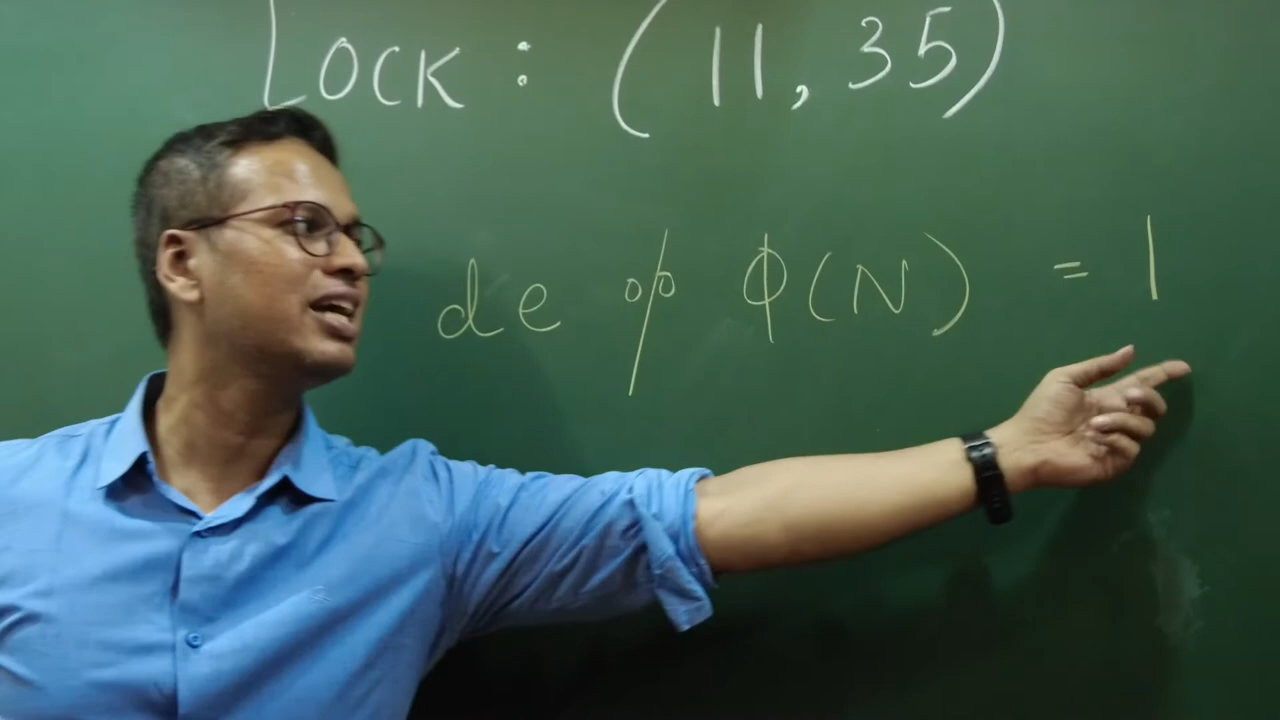 LOCK : (11, 35)
de % Φ(N) = 1